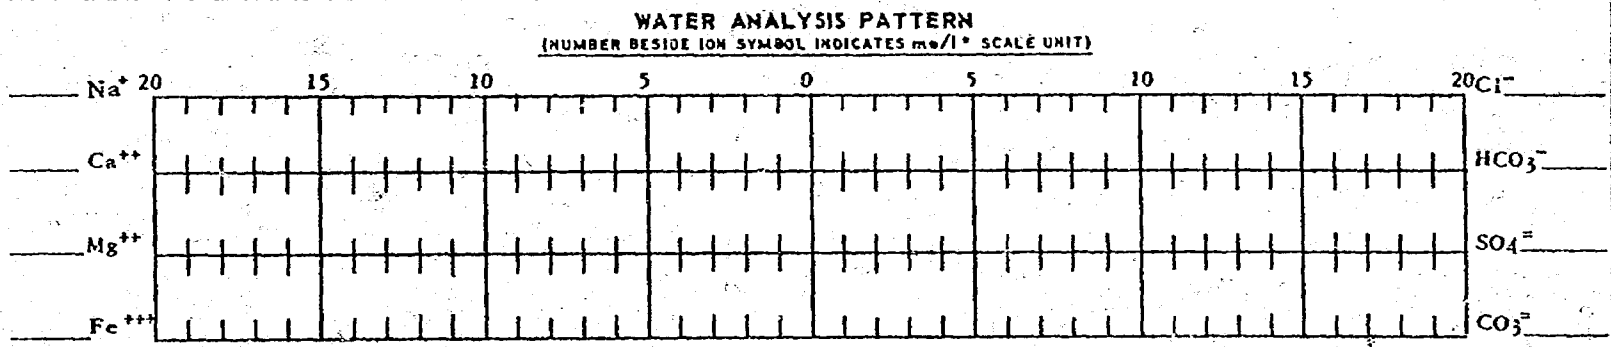 WATER ANALYSIS PATTERN
(NUMBER BESIDE ION SYMBOL INDICATES me/l* SCALE UNIT)
Na+ 20 15 10 5 0 5 10 15 20 Cl-
Ca++ HCO3-
Mg++ SO4=
Fe+++ CO3=